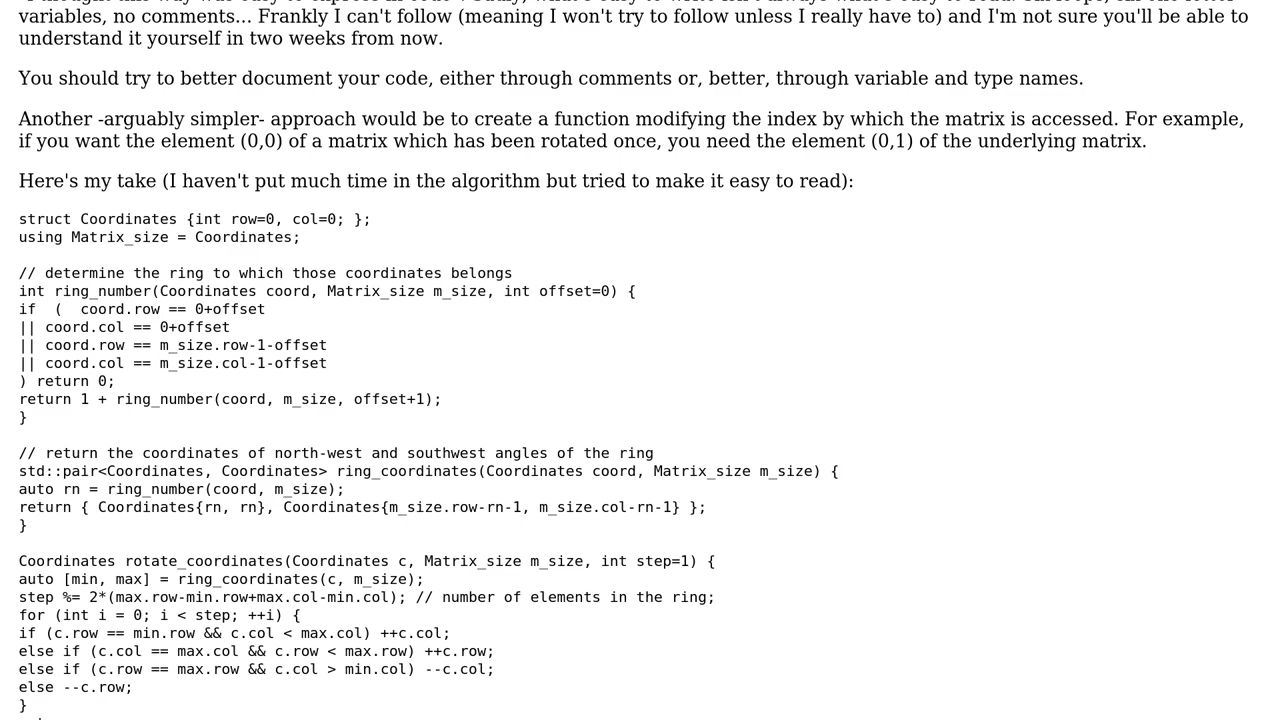 variables, no comments... Frankly I can't follow (meaning I won't try to follow unless I really have to) and I'm not sure you'll be able to
understand it yourself in two weeks from now.
You should try to better document your code, either through comments or, better, through variable and type names.
Another -arguably simpler- approach would be to create a function modifying the index by which the matrix is accessed. For example,
if you want the element (0,0) of a matrix which has been rotated once, you need the element (0,1) of the underlying matrix.
Here's my take (I haven't put much time in the algorithm but tried to make it easy to read):
struct Coordinates {int row=0, col=0; };
using Matrix_size = Coordinates;
// determine the ring to which those coordinates belongs
int ring_number(Coordinates coord, Matrix_size m_size, int offset=0) {
if  (  coord.row == 0+offset
|| coord.col == 0+offset
|| coord.row == m_size.row-1-offset
|| coord.col == m_size.col-1-offset
) return 0;
return 1 + ring_number(coord, m_size, offset+1);
}
// return the coordinates of north-west and southwest angles of the ring
std::pair<Coordinates, Coordinates> ring_coordinates(Coordinates coord, Matrix_size m_size) {
auto rn = ring_number(coord, m_size);
return { Coordinates{rn, rn}, Coordinates{m_size.row-rn-1, m_size.col-rn-1} };
}
Coordinates rotate_coordinates(Coordinates c, Matrix_size m_size, int step=1) {
auto [min, max] = ring_coordinates(c, m_size);
step %= 2*(max.row-min.row+max.col-min.col); // number of elements in the ring;
for (int i = 0; i < step; ++i) {
if (c.row == min.row && c.col < max.col) ++c.col;
else if (c.col == max.col && c.row < max.row) ++c.row;
else if (c.row == max.row && c.col > min.col) --c.col;
else --c.row;
}